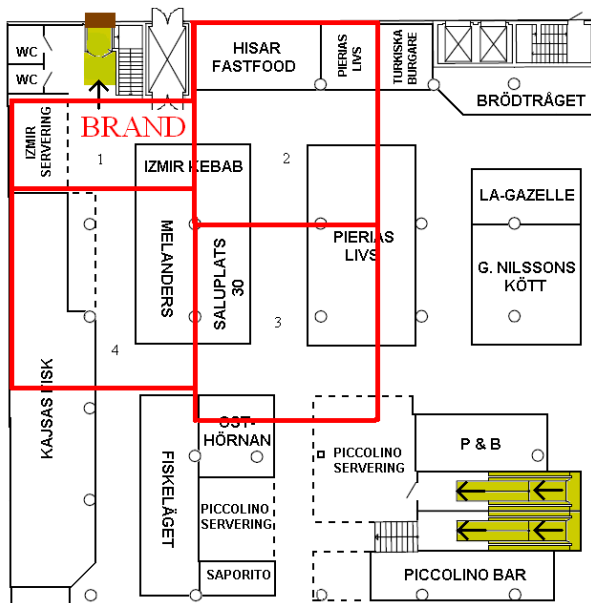 WC
WC
HISAR
FASTFOOD
PIERIAS
LIVS
TURKISKA
BURGARE
BRÖDTRÅGET
BRAND
IZMIR
SERVERING
1
IZMIR KEBAB
2
LA-GAZELLE
MELANDERS
SALUPLATS
30
PIERIAS
LIVS
G. NILSSONS
KÖTT
3
4
KAJSAS FISK
OST-
HÖRNAN
FISKELÄGET
PICCOLINO
SERVERING
P & B
PICCOLINO
SERVERING
SAPORITO
PICCOLINO BAR